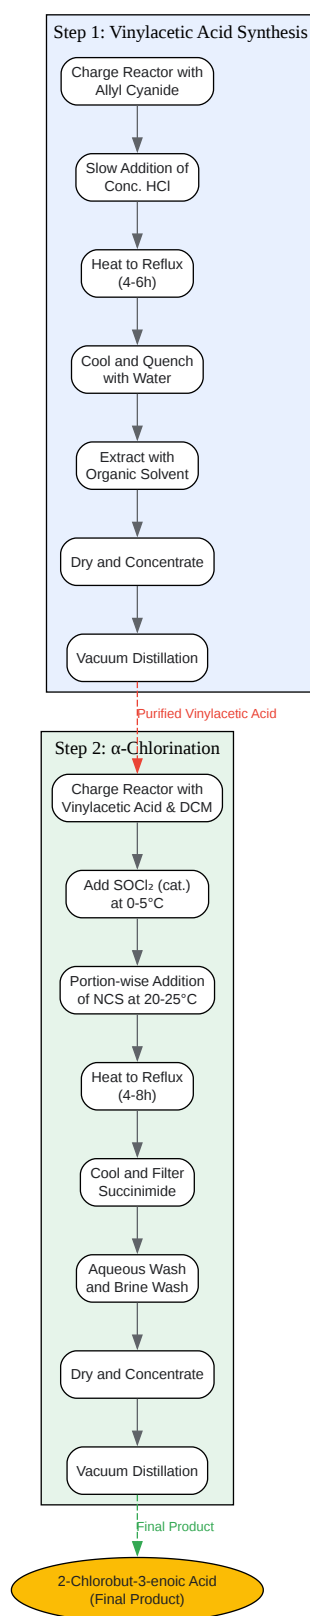 Step 1: Vinylacetic Acid Synthesis
Charge Reactor with
Allyl Cyanide
Slow Addition of
Conc. HCl
Heat to Reflux
(4-6h)
Cool and Quench
with Water
Extract with
Organic Solvent
Dry and Concentrate
Vacuum Distillation
Purified Vinylacetic Acid
Step 2: α-Chlorination
Charge Reactor with
Vinylacetic Acid & DCM
Add SOCl₂ (cat.)
at 0-5°C
Portion-wise Addition
of NCS at 20-25°C
Heat to Reflux
(4-8h)
Cool and Filter
Succinimide
Aqueous Wash
and Brine Wash
Dry and Concentrate
Vacuum Distillation
Final Product
2-Chlorobut-3-enoic Acid
(Final Product)